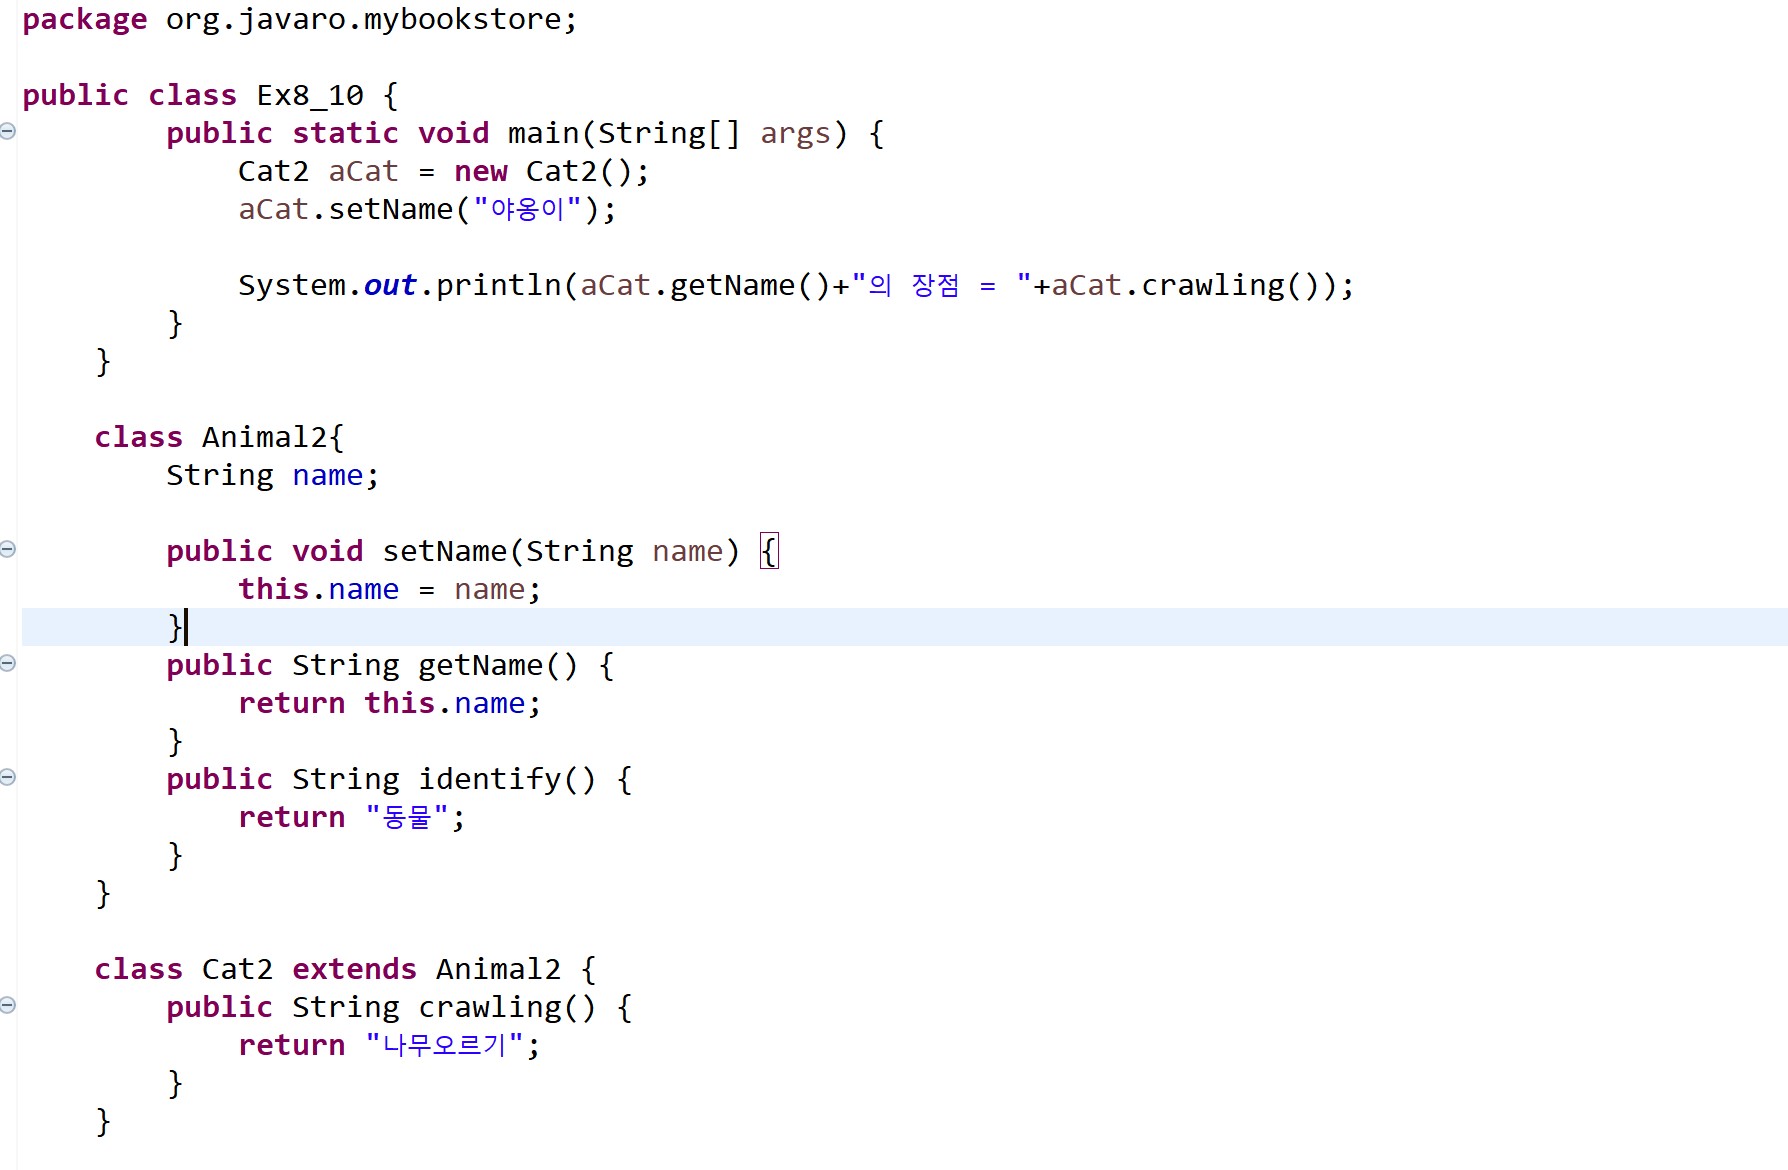 package org.javaro.mybookstore;
public class Ex8_10 {
public static void main(String[] args) {
Cat2 aCat = new Cat2();
aCat.setName("야옹이");
System.out.println(aCat.getName()+"의 장점 = "+aCat.crawling());
}
}
class Animal2{
String name;
public void setName(String name) {
this.name = name;
}
public String getName() {
return this.name;
}
public String identify() {
return "동물";
}
}
class Cat2 extends Animal2 {
public String crawling() {
return "나무오르기";
}
}